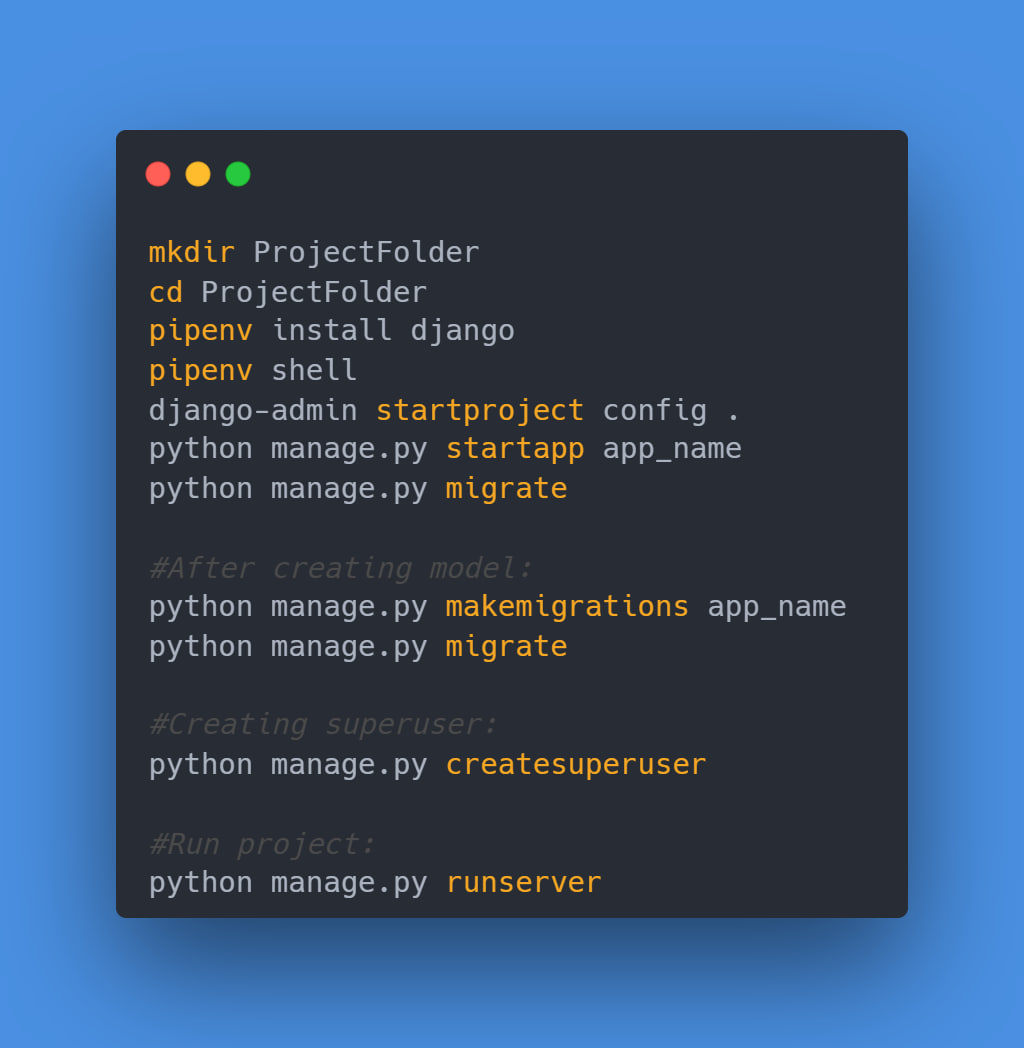 mkdir ProjectFolder
cd ProjectFolder
pipenv install django
pipenv shell
django-admin startproject config .
python manage.py startapp app_name
python manage.py migrate

#After creating model:
python manage.py makemigrations app_name
python manage.py migrate

#Creating superuser:
python manage.py createsuperuser

#Run project:
python manage.py runserver